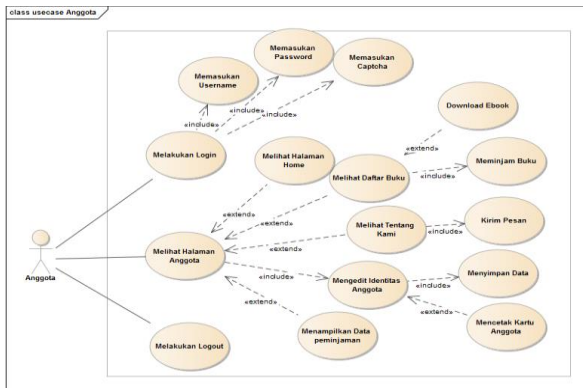 class usecase Anggota
Memasukan
Password
Memasukan
Captcha
Memasukan
Username
Download Ebook
«include»
«include»
«include»
Melakukan Login
Melihat Halaman
Home
Melihat Daftar Buku
«extend»
Meminjam Buku
«include»
«extend»
«extend»
Melihat Tentang
Kami
Kirim Pesan
«include»
«extend»
Melihat Halaman
Anggota
Anggota
«include»
Mengedit Identitas
Anggota
Menyimpan Data
«include»
«extend»
«extend»
Menampilkan Data
peminjaman
Mencetak Kartu
Anggota
Melakukan Logout